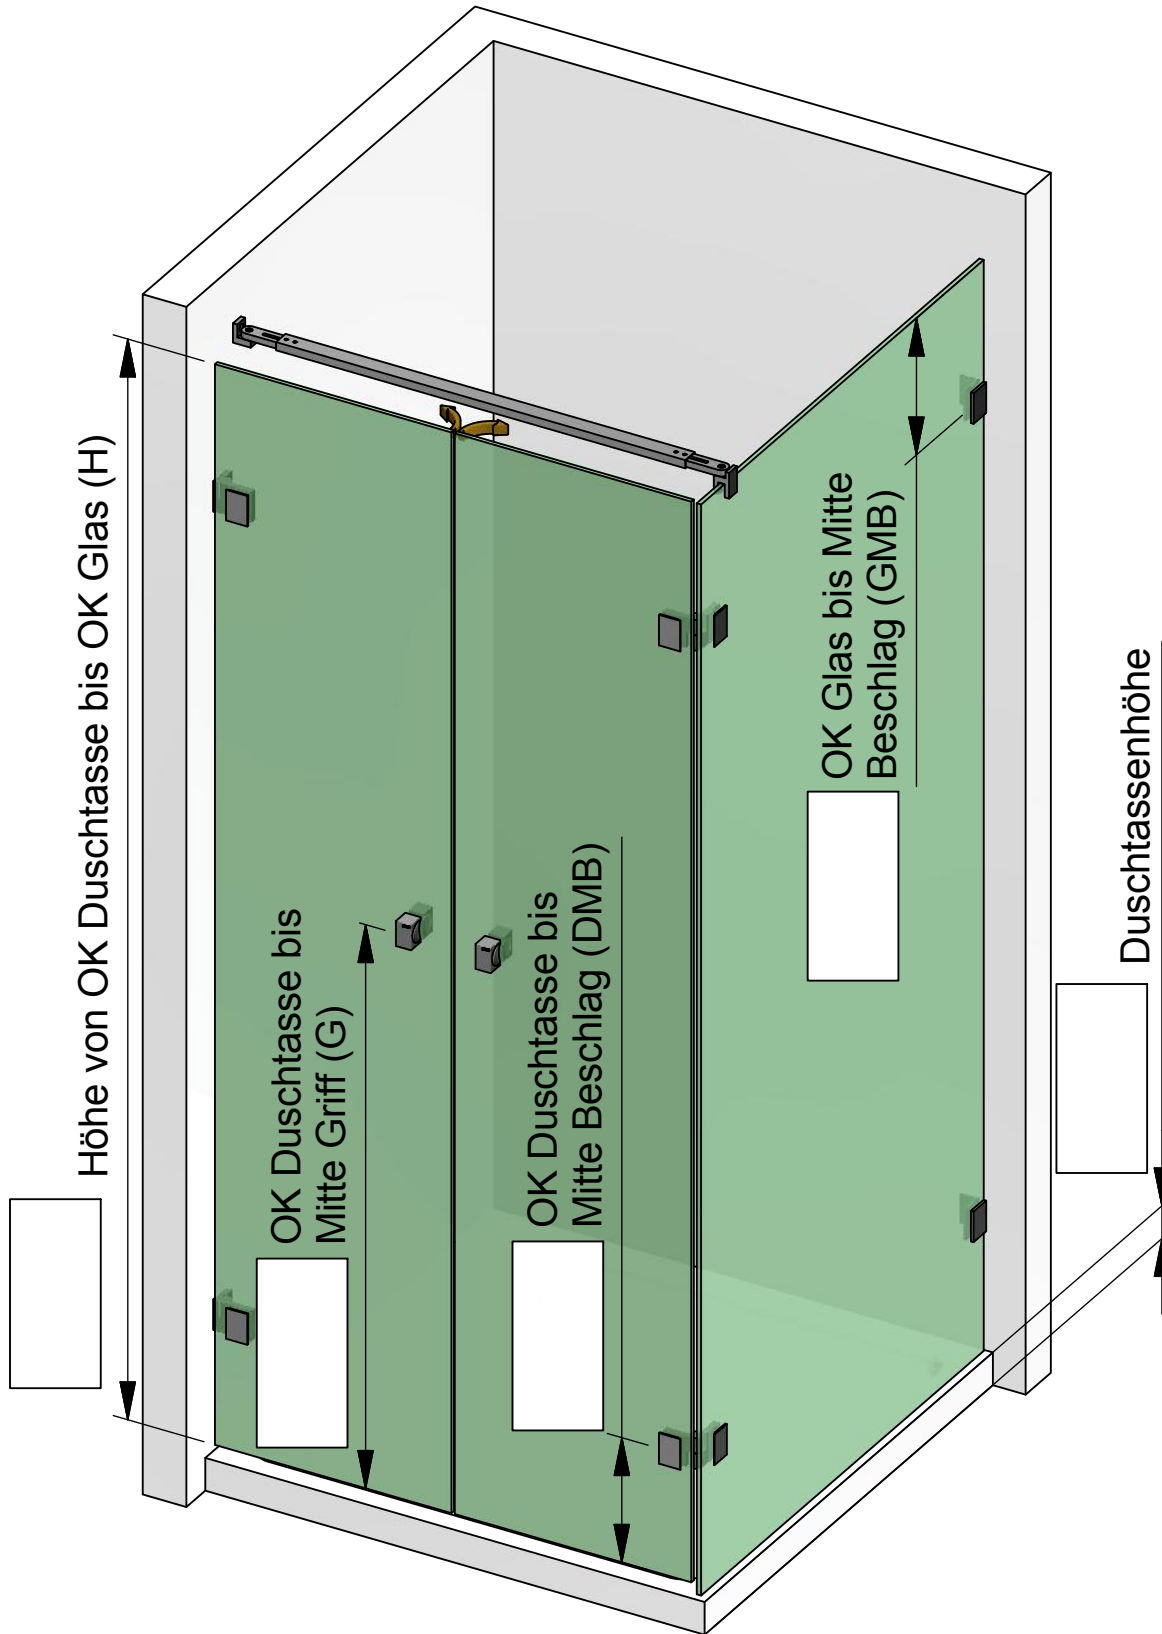 Höhe von OK Duschtasse bis OK Glas (H)
OK Duschtasse bis
Mitte Griff (G)
OK Duschtasse bis
Mitte Beschlag (DMB)
OK Glas bis Mitte
Beschlag (GMB)
Duschtassenhöhe